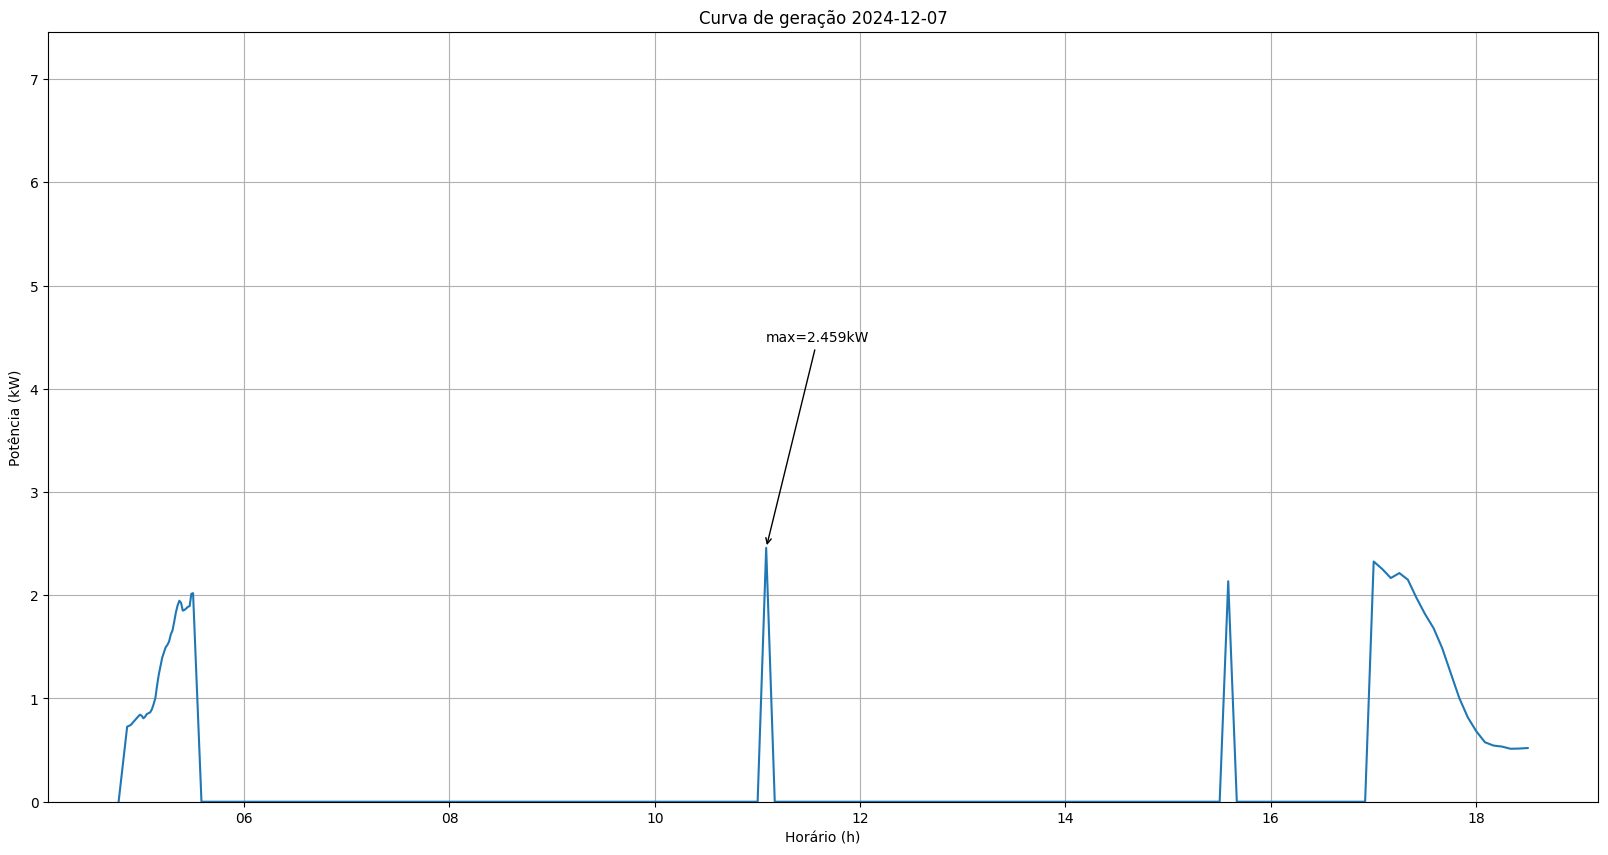 Curva de geração 2024-12-07
7
6
5
4
3
2
1
0
Potência (kW)
max=2.459kW
06 08 10 12 14 16 18
Horário (h)